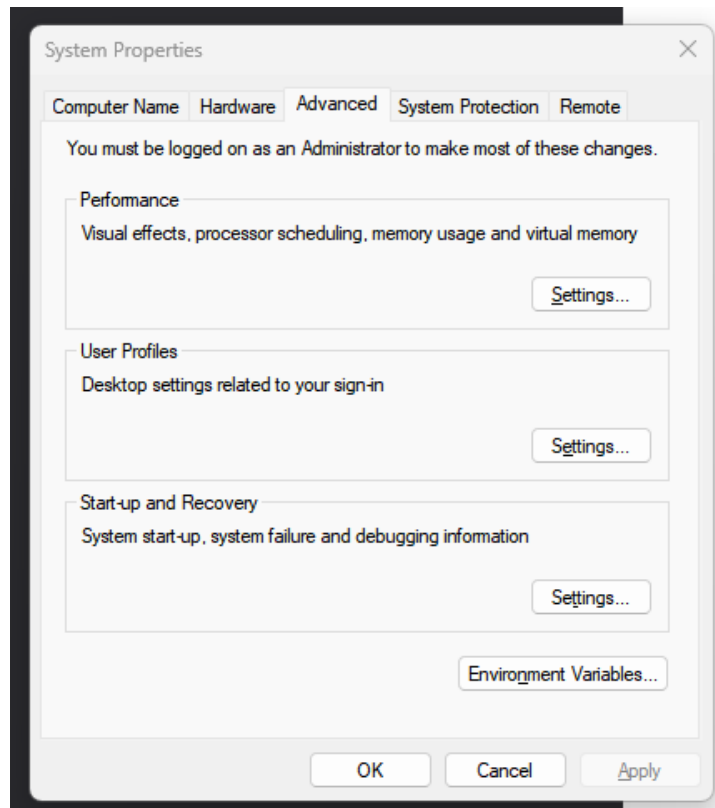 System Properties
Computer Name Hardware Advanced System Protection Remote
You must be logged on as an Administrator to make most of these changes.
Performance
Visual effects, processor scheduling, memory usage and virtual memory
Settings...
User Profiles
Desktop settings related to your sign-in
Settings...
Start-up and Recovery
System start-up, system failure and debugging information
Settings...
Environment Variables...
OK Cancel Apply